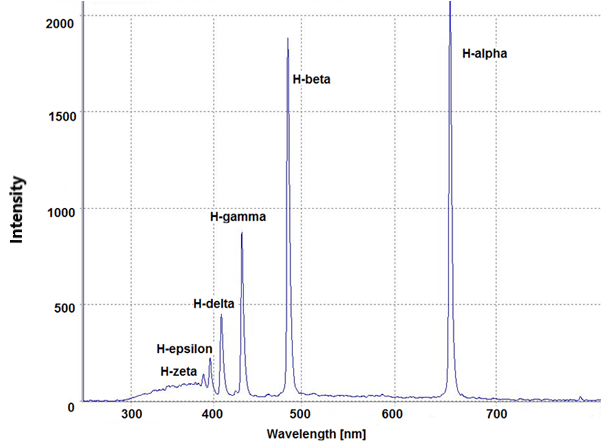 2000
H-alpha
H-beta
1500
Intensity
1000
H-gamma
500
H-delta
H-epsilon
H-zeta
0
300 400 500 600 700
Wavelength [nm]